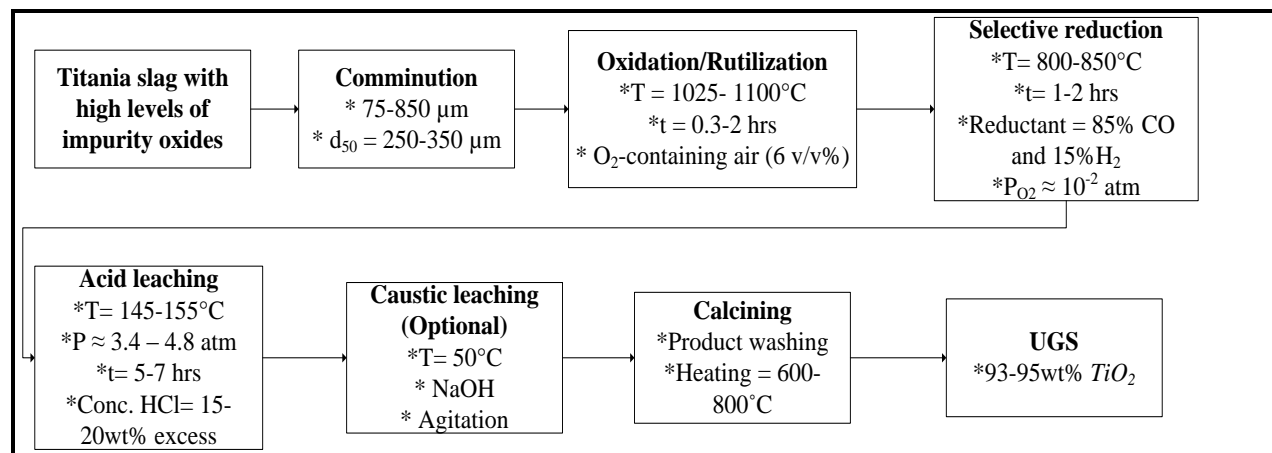 Titania slag with
high levels of
impurity oxides
Comminution
* 75-850 µm
* d₅₀ = 250-350 µm
Oxidation/Rutilization
*T = 1025- 1100°C
*t = 0.3-2 hrs
* O₂-containing air (6 v/v%)
Selective reduction
*T= 800-850°C
*t= 1-2 hrs
*Reductant = 85% CO
and 15%H₂
*P_O2 ≈ 10⁻² atm
Acid leaching
*T= 145-155°C
*P ≈ 3.4 – 4.8 atm
*t= 5-7 hrs
*Conc. HCl= 15-
20wt% excess
Caustic leaching
(Optional)
*T= 50°C
* NaOH
* Agitation
Calcining
*Product washing
*Heating = 600-
800˚C
UGS
*93-95wt% TiO₂